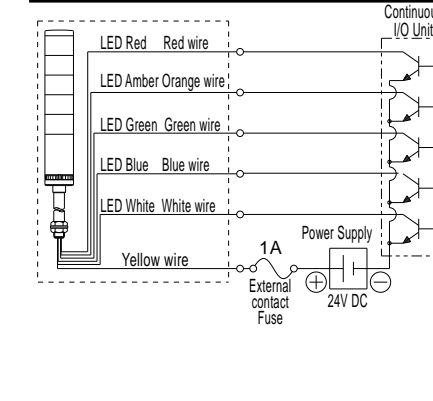 Continuou
I/O Unit
LED Red Red wire
LED Amber Orange wire
LED Green Green wire
LED Blue Blue wire
LED White White wire
Yellow wire
1A
External
contact
Fuse
Power Supply
+
−
24V DC